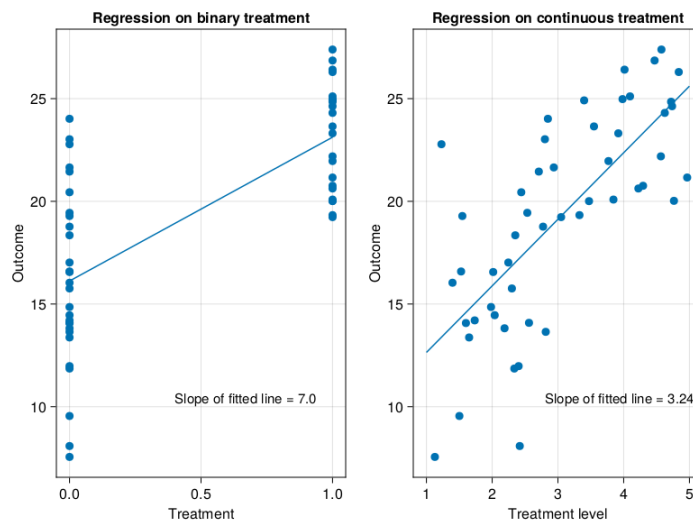 Regression on binary treatment
25
20
15
10
Outcome
Slope of fitted line = 7.0
0.0
0.5
1.0
Treatment
Regression on continuous treatment
25
20
15
10
Outcome
Slope of fitted line = 3.24
1
2
3
4
5
Treatment level